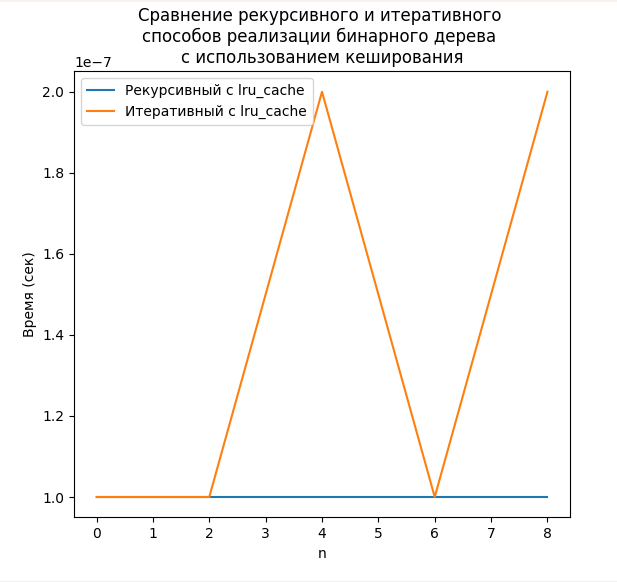 Сравнение рекурсивного и итеративного
способов реализации бинарного дерева
с использованием кеширования
1e−7
Рекурсивный с lru_cache
Итеративный с lru_cache
2.0
1.8
1.6
1.4
1.2
1.0
Время (сек)
0 1 2 3 4 5 6 7 8
n